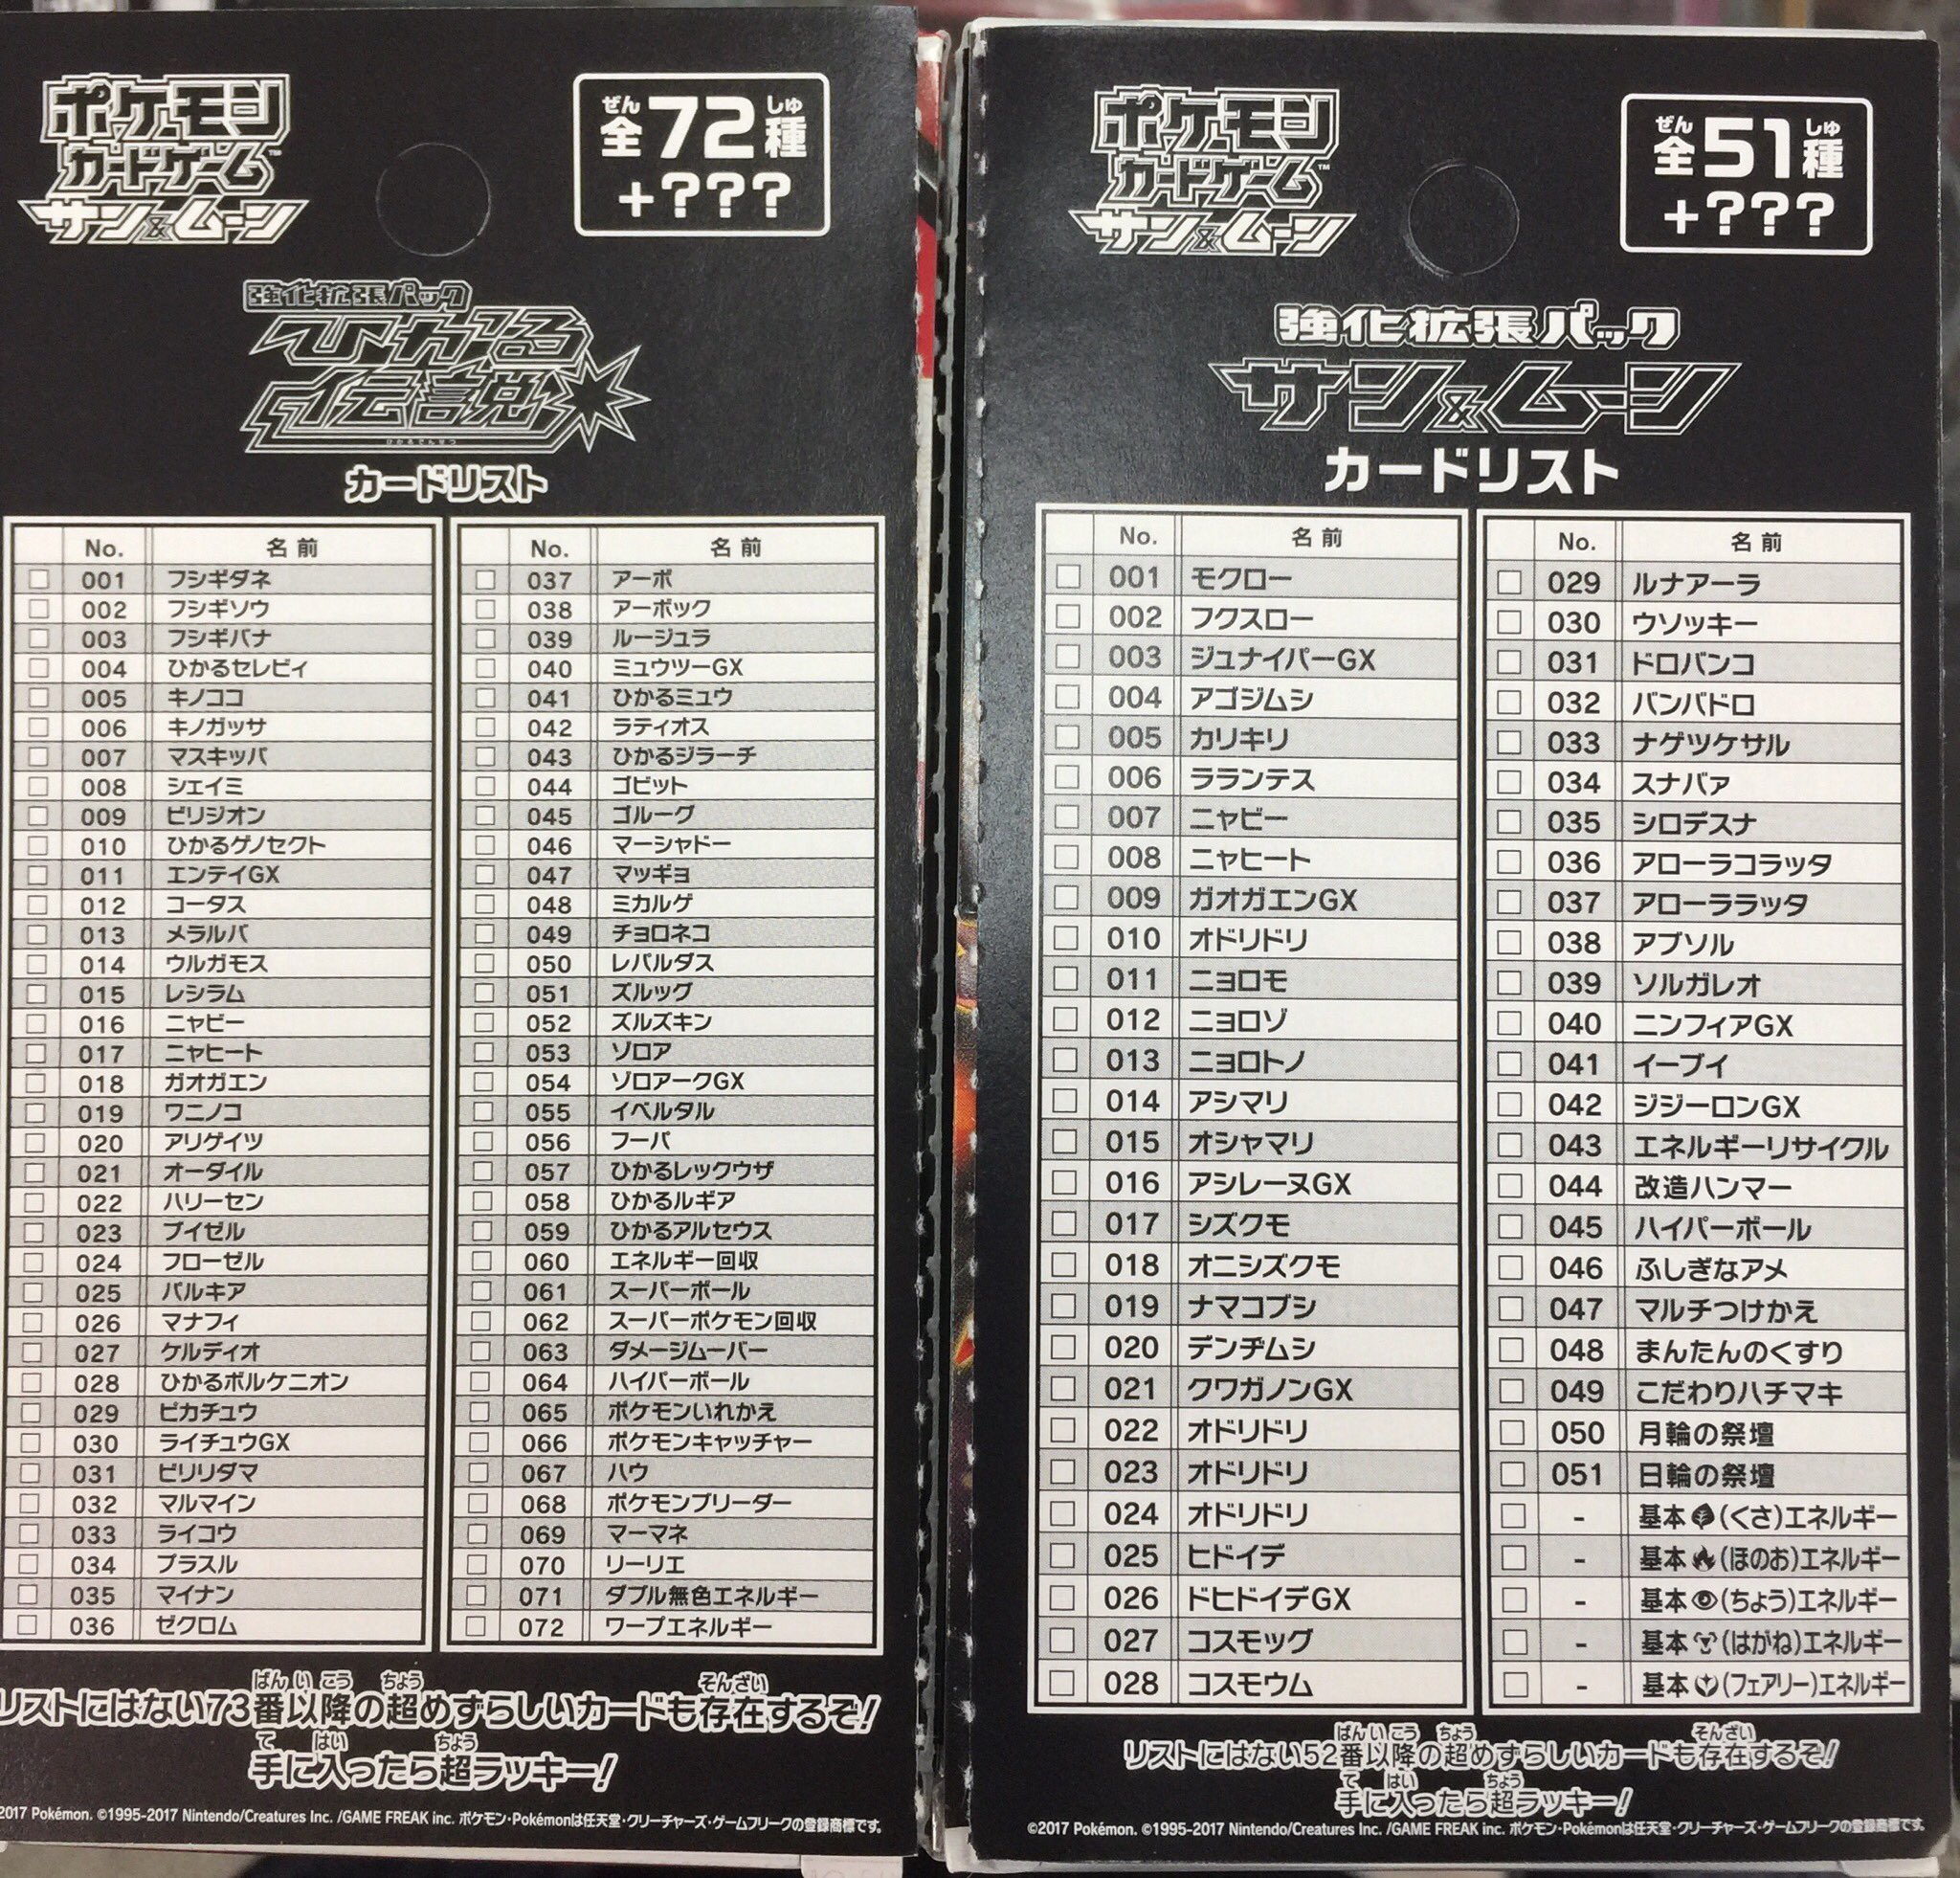 ポケモン
カードゲーム™
サン&ムーン
ぜん しゅ
全72種
+???
強化拡張パック
ひかる
伝説
ひかるでんせつ
カードリスト
No. 名前
001 フシギダネ
002 フシギソウ
003 フシギバナ
004 ひかるセレビィ
005 キノココ
006 キノガッサ
007 マスキッパ
008 シェイミ
009 ビリジオン
010 ひかるゲノセクト
011 エンテイGX
012 コータス
013 メラルバ
014 ウルガモス
015 レシラム
016 ニャビー
017 ニャヒート
018 ガオガエン
019 ワニノコ
020 アリゲイツ
021 オーダイル
022 ハリーセン
023 ブイゼル
024 フローゼル
025 パルキア
026 マナフィ
027 ケルディオ
028 ひかるボルケニオン
029 ピカチュウ
030 ライチュウGX
031 ビリリダマ
032 マルマイン
033 ライコウ
034 プラスル
035 マイナン
036 ゼクロム
No. 名前
037 アーボ
038 アーボック
039 ルージュラ
040 ミュウツーGX
041 ひかるミュウ
042 ラティオス
043 ひかるジラーチ
044 ゴビット
045 ゴルーグ
046 マーシャドー
047 マッギョ
048 ミカルゲ
049 チョロネコ
050 レパルダス
051 ズルッグ
052 ズルズキン
053 ゾロア
054 ゾロアークGX
055 イベルタル
056 フーパ
057 ひかるレックウザ
058 ひかるルギア
059 ひかるアルセウス
060 エネルギー回収
061 スーパーボール
062 スーパーポケモン回収
063 ダメージムーバー
064 ハイパーボール
065 ポケモンいれかえ
066 ポケモンキャッチャー
067 ハウ
068 ポケモンブリーダー
069 マーマネ
070 リーリエ
071 ダブル無色エネルギー
072 ワープエネルギー
ばんいこう ちょう そんざい
リストにはない73番以降の超めずらしいカードも存在するぞ!
て はい ちょう
手に入ったら超ラッキー!
2017 Pokémon. ©1995-2017 Nintendo/Creatures Inc. /GAME FREAK inc. ポケモン・Pokémonは任天堂・クリーチャーズ・ゲームフリークの登録商標です。
ポケモン
カードゲーム™
サン&ムーン
ぜん しゅ
全51種
+???
強化拡張パック
サン&ムーン
カードリスト
No. 名前
001 モクロー
002 フクスロー
003 ジュナイパーGX
004 アゴジムシ
005 カリキリ
006 ラランテス
007 ニャビー
008 ニャヒート
009 ガオガエンGX
010 オドリドリ
011 ニョロモ
012 ニョロゾ
013 ニョロトノ
014 アシマリ
015 オシャマリ
016 アシレーヌGX
017 シズクモ
018 オニシズクモ
019 ナマコブシ
020 デンヂムシ
021 クワガノンGX
022 オドリドリ
023 オドリドリ
024 オドリドリ
025 ヒドイデ
026 ドヒドイデGX
027 コスモッグ
028 コスモウム
No. 名前
029 ルナアーラ
030 ウソッキー
031 ドロバンコ
032 バンバドロ
033 ナゲツケサル
034 スナバァ
035 シロデスナ
036 アローラコラッタ
037 アローララッタ
038 アブソル
039 ソルガレオ
040 ニンフィアGX
041 イーブイ
042 ジジーロンGX
043 エネルギーリサイクル
044 改造ハンマー
045 ハイパーボール
046 ふしぎなアメ
047 マルチつけかえ
048 まんたんのくすり
049 こだわりハチマキ
050 月輪の祭壇
051 日輪の祭壇
- 基本(くさ)エネルギー
- 基本(ほのお)エネルギー
- 基本(ちょう)エネルギー
- 基本(はがね)エネルギー
- 基本(フェアリー)エネルギー
ばんいこう ちょう そんざい
リストにはない52番以降の超めずらしいカードも存在するぞ!
て はい ちょう
手に入ったら超ラッキー!
©2017 Pokémon. ©1995-2017 Nintendo/Creatures Inc. /GAME FREAK inc. ポケモン・Pokémonは任天堂・クリーチャーズ・ゲームフリークの登録商標です。